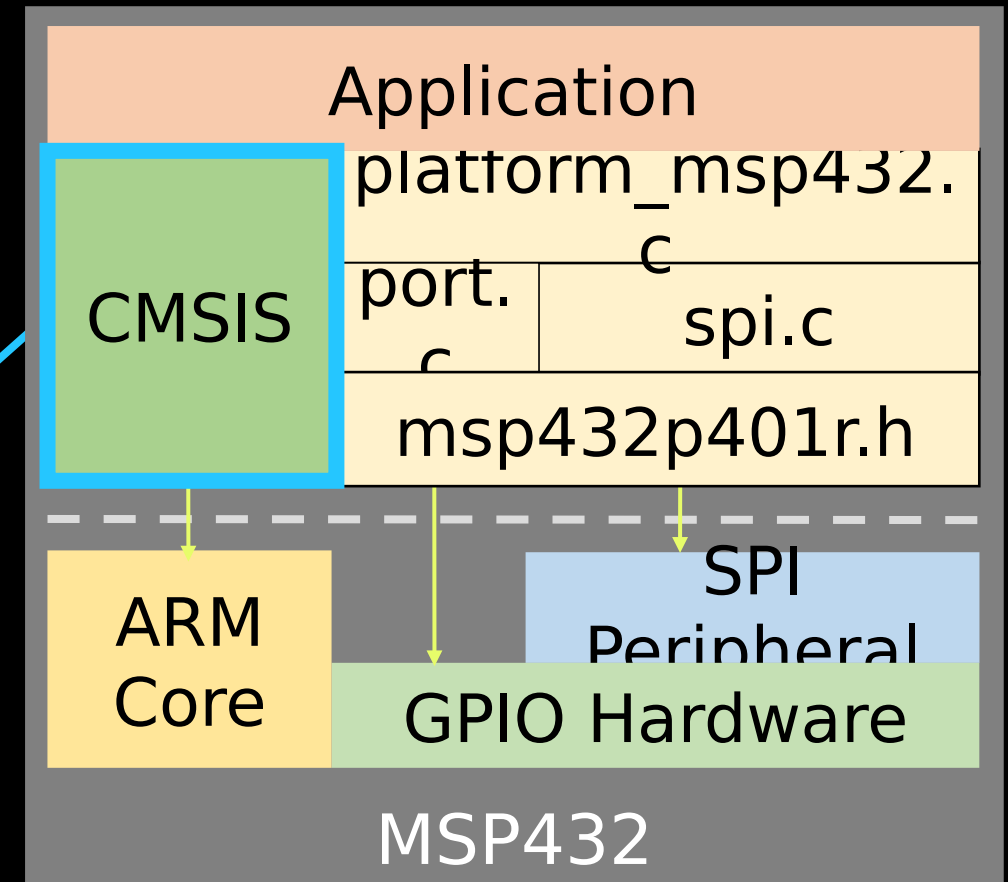 Application
platform_msp432.
c
CMSIS
port.
c
spi.c
msp432p401r.h
ARM
Core
SPI
Peripheral
GPIO Hardware
MSP432